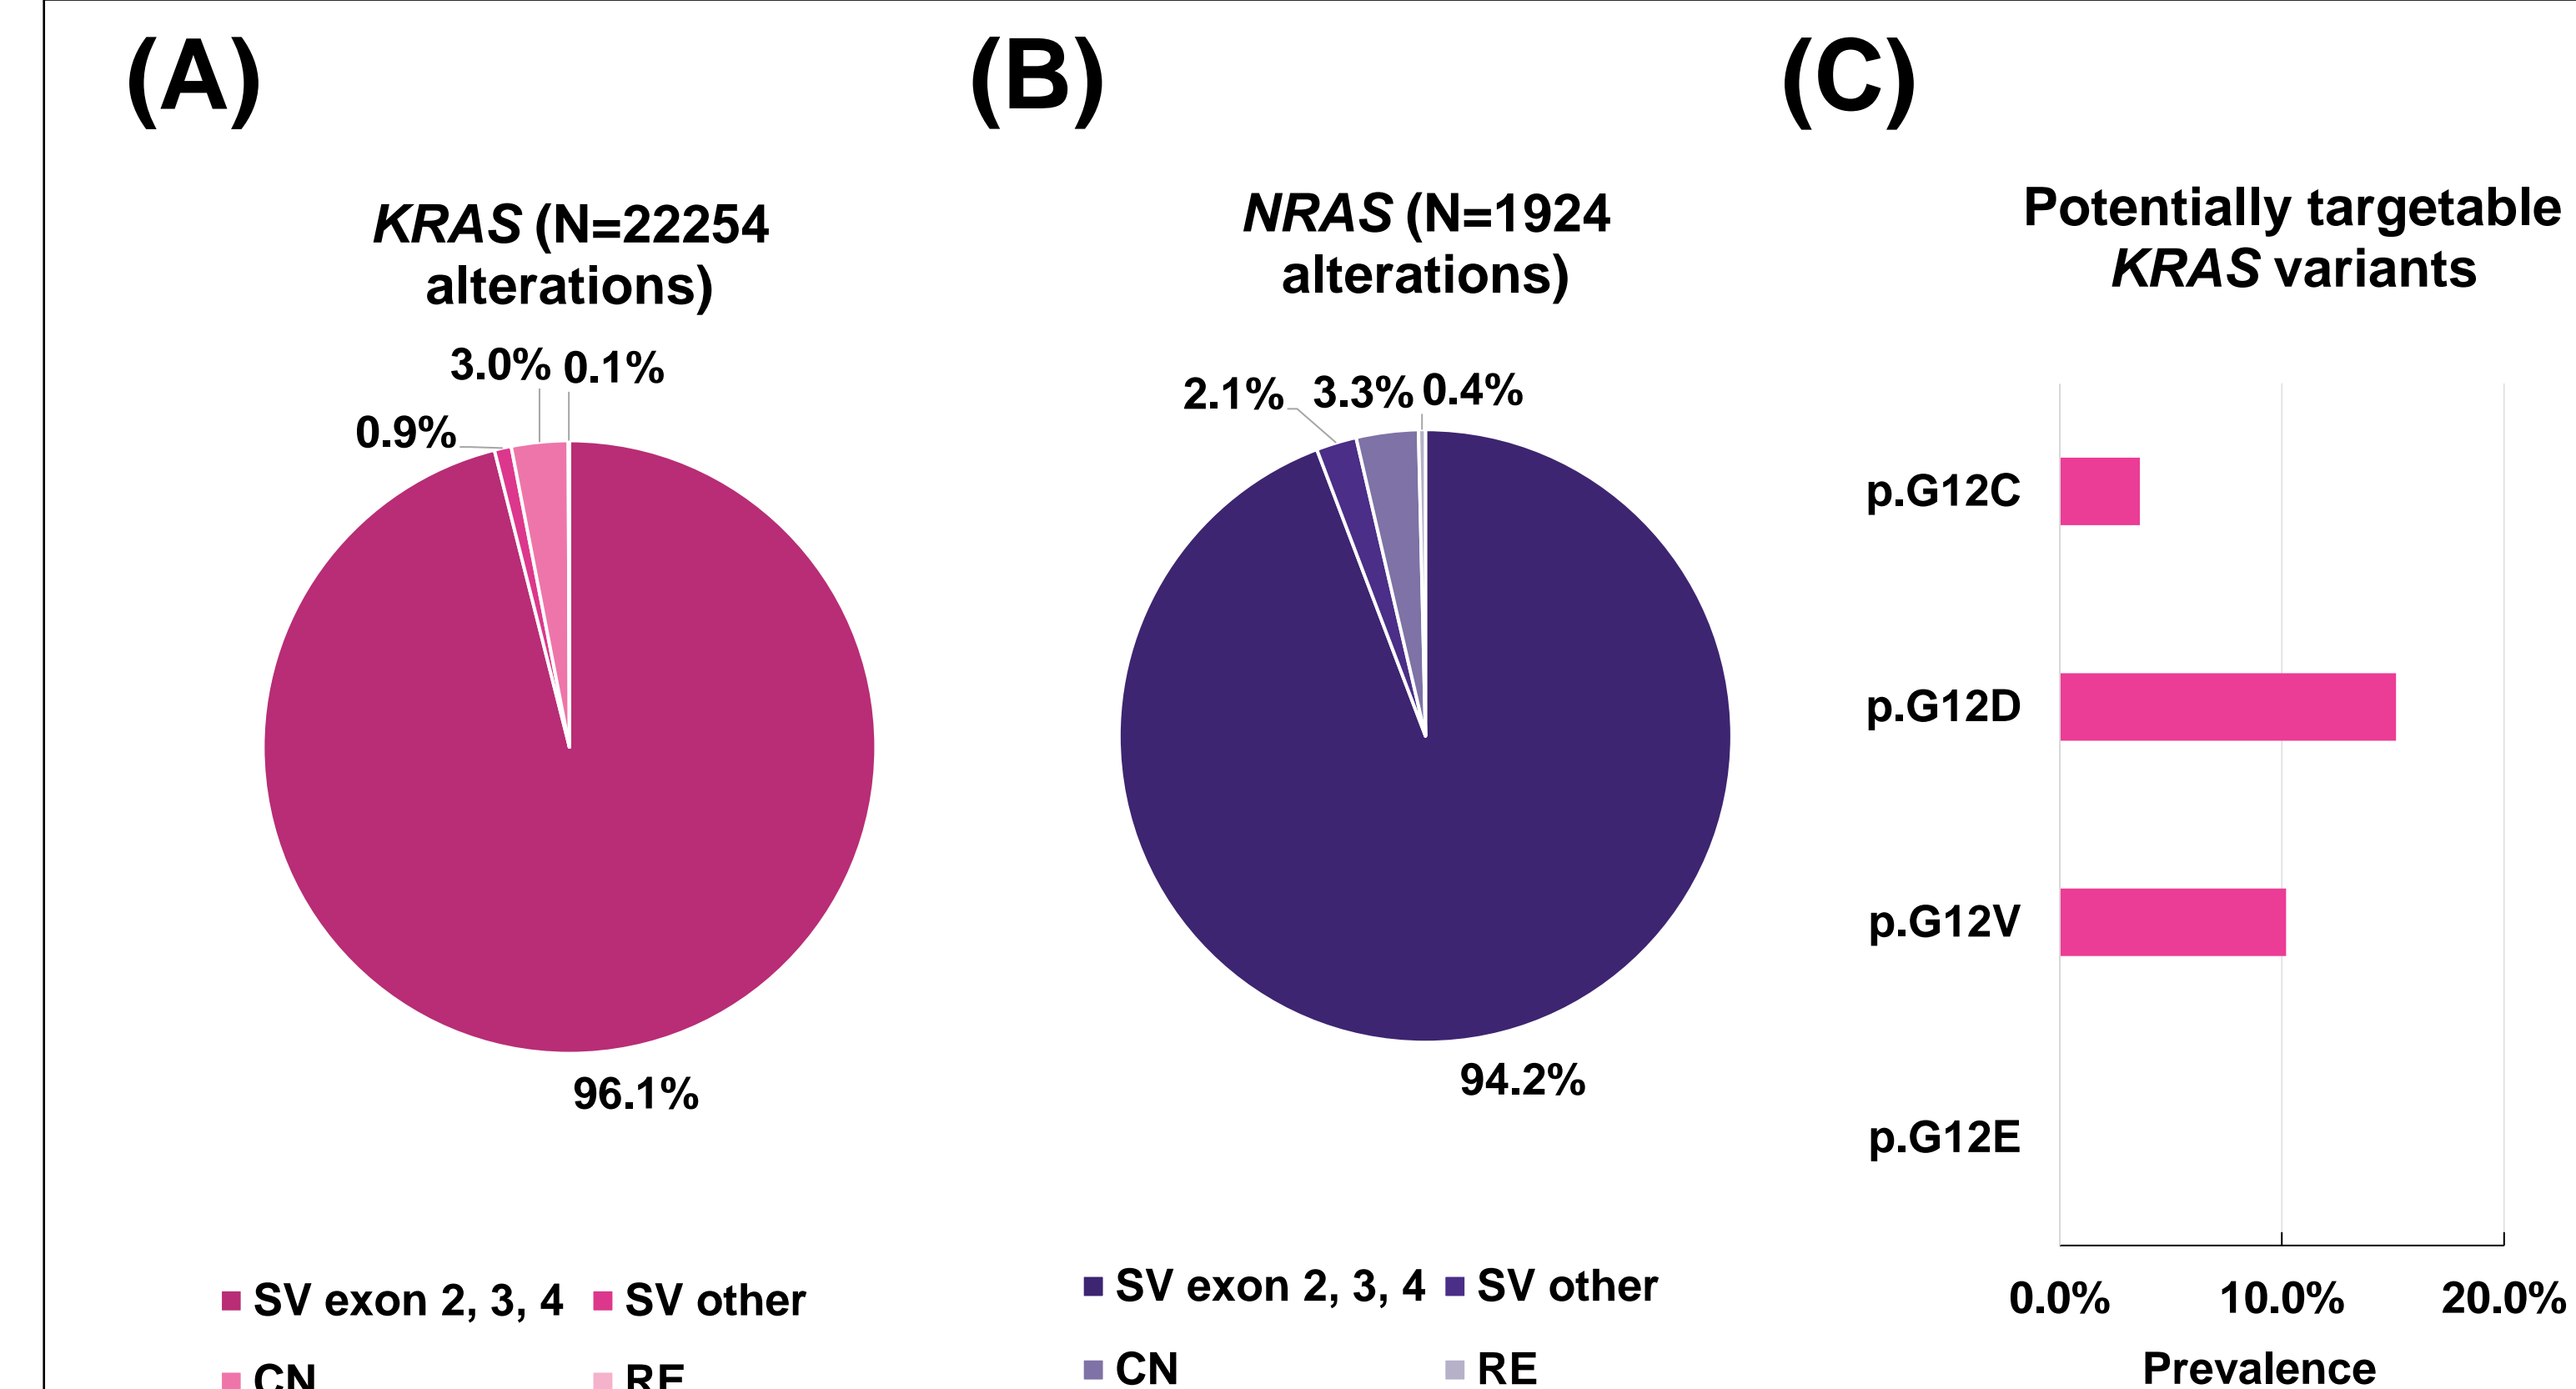 (A)
KRAS (N=22254
alterations)
3.0% 0.1%
0.9%
96.1%
SV exon 2, 3, 4 SV other
CN RE
(B)
NRAS (N=1924
alterations)
2.1% 3.3% 0.4%
94.2%
SV exon 2, 3, 4 SV other
CN RE
(C)
Potentially targetable
KRAS variants
p.G12C
p.G12D
p.G12V
p.G12E
0.0% 10.0% 20.0%
Prevalence